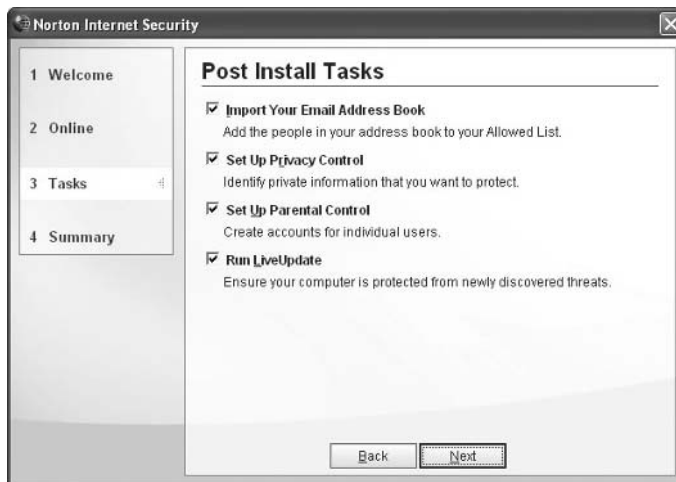 Norton Internet Security
1 Welcome
2 Online
3 Tasks
4 Summary
Post Install Tasks
Import Your Email Address Book
Add the people in your address book to your Allowed List.
Set Up Privacy Control
Identify private information that you want to protect.
Set Up Parental Control
Create accounts for individual users.
Run LiveUpdate
Ensure your computer is protected from newly discovered threats.
Back
Next